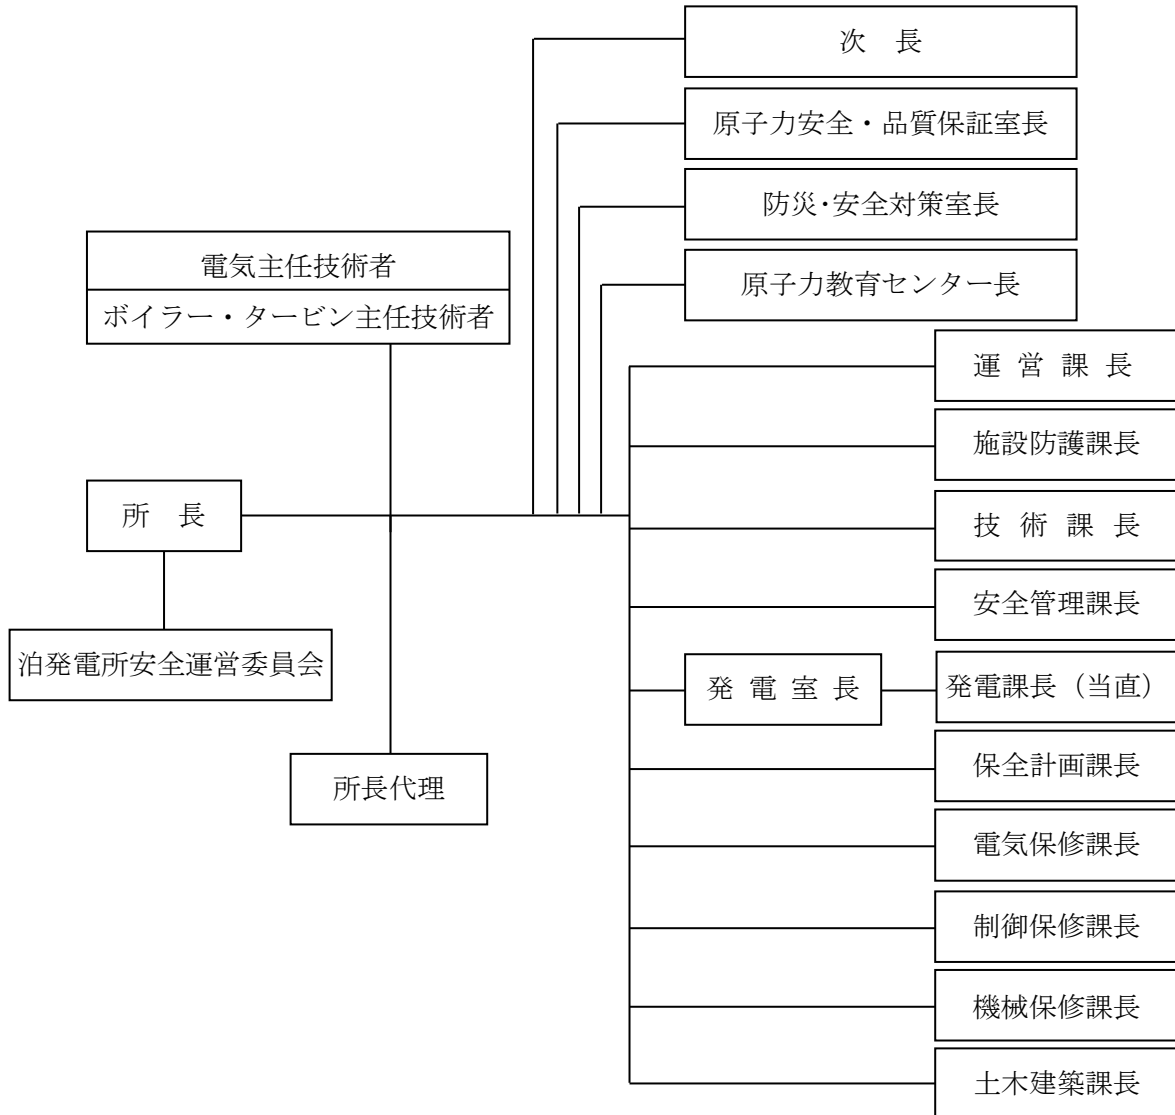 次　長
原子力安全・品質保証室長
防災・安全対策室長
原子力教育センター長
電気主任技術者
ボイラー・タービン主任技術者
運 営 課 長
施設防護課長
所　長
技 術 課 長
安全管理課長
泊発電所安全運営委員会
発 電 室 長
発電課長（当直）
保全計画課長
所長代理
電気保修課長
制御保修課長
機械保修課長
土木建築課長